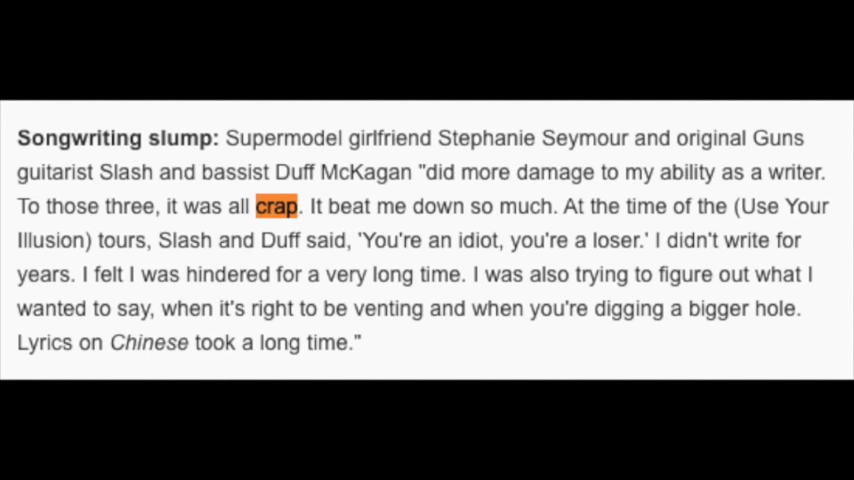 Songwriting slump: Supermodel girlfriend Stephanie Seymour and original Guns
guitarist Slash and bassist Duff McKagan "did more damage to my ability as a writer.
To those three, it was all crap. It beat me down so much. At the time of the (Use Your
Illusion) tours, Slash and Duff said, 'You're an idiot, you're a loser.' I didn't write for
years. I felt I was hindered for a very long time. I was also trying to figure out what I
wanted to say, when it's right to be venting and when you're digging a bigger hole.
Lyrics on Chinese took a long time."